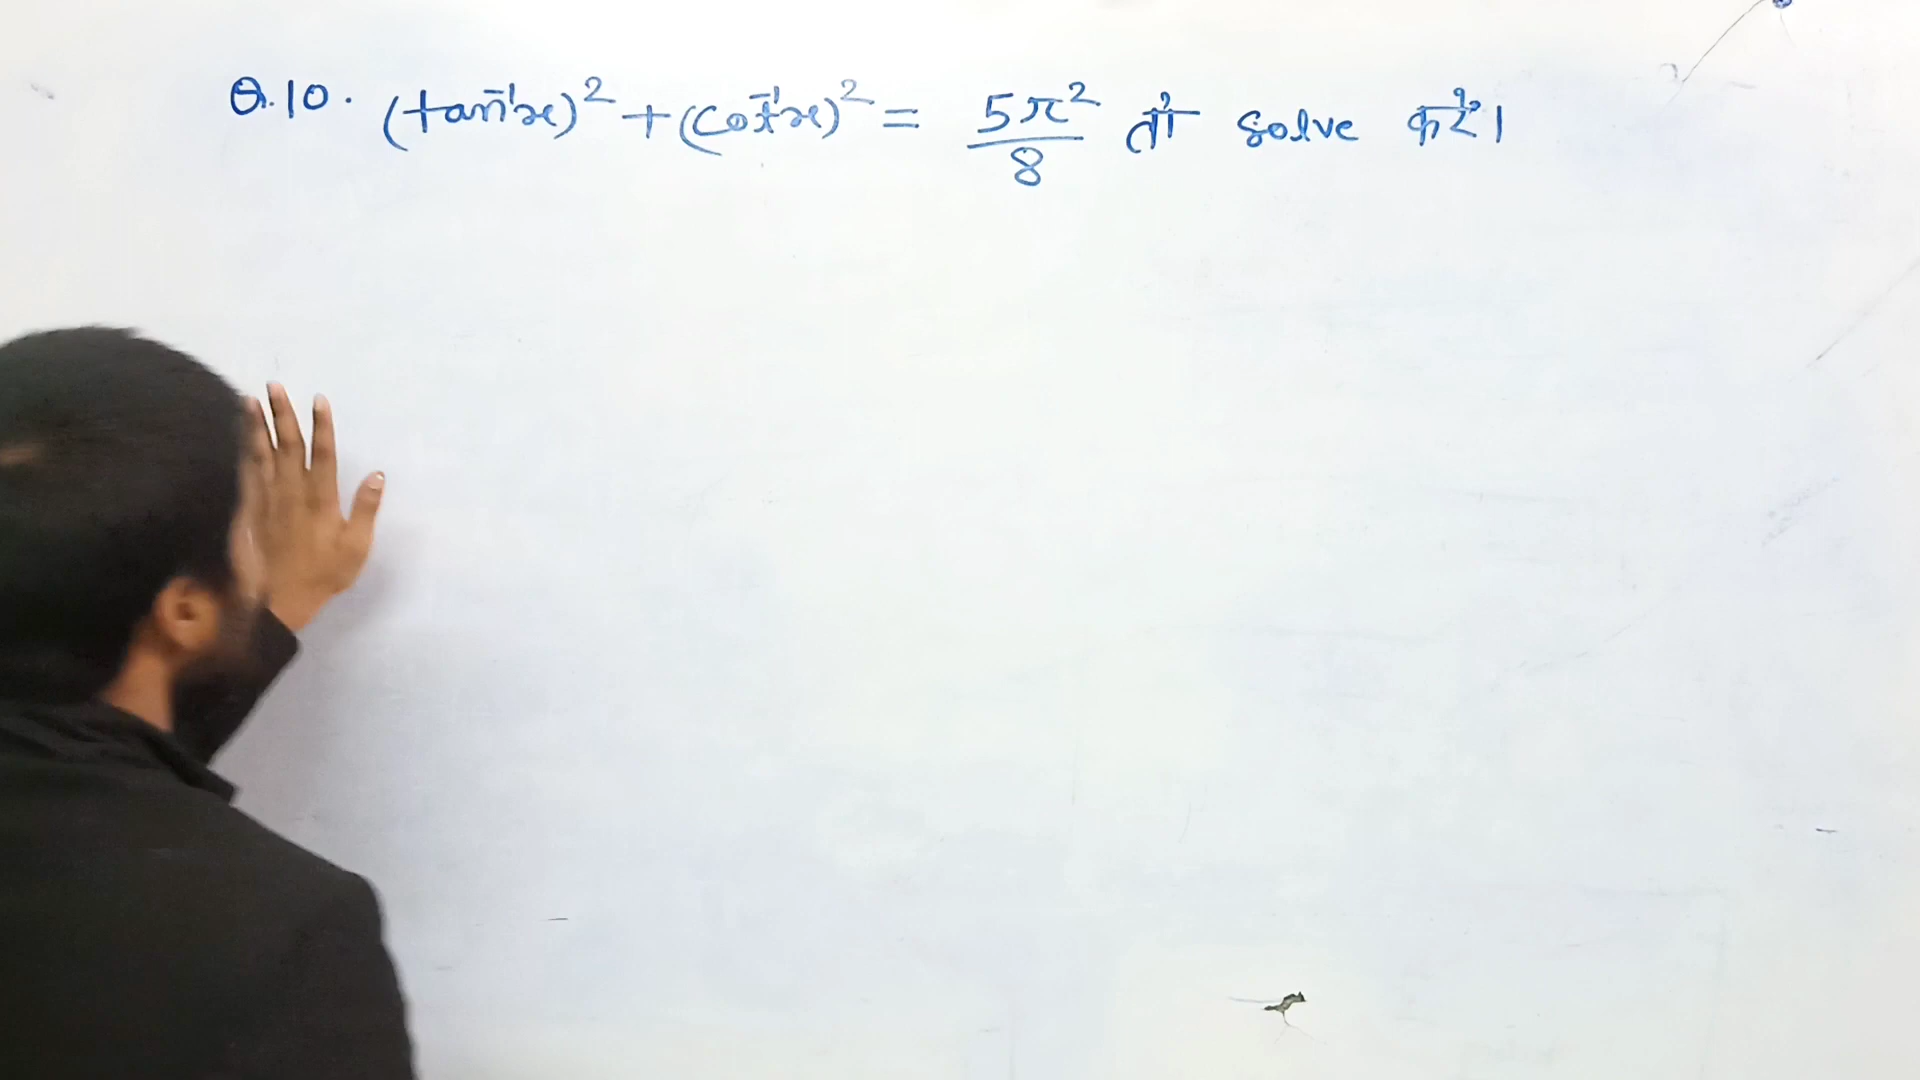 Q.10. (tan⁻¹x)² + (cot⁻¹x)² = 5π²/8 तो solve करें।